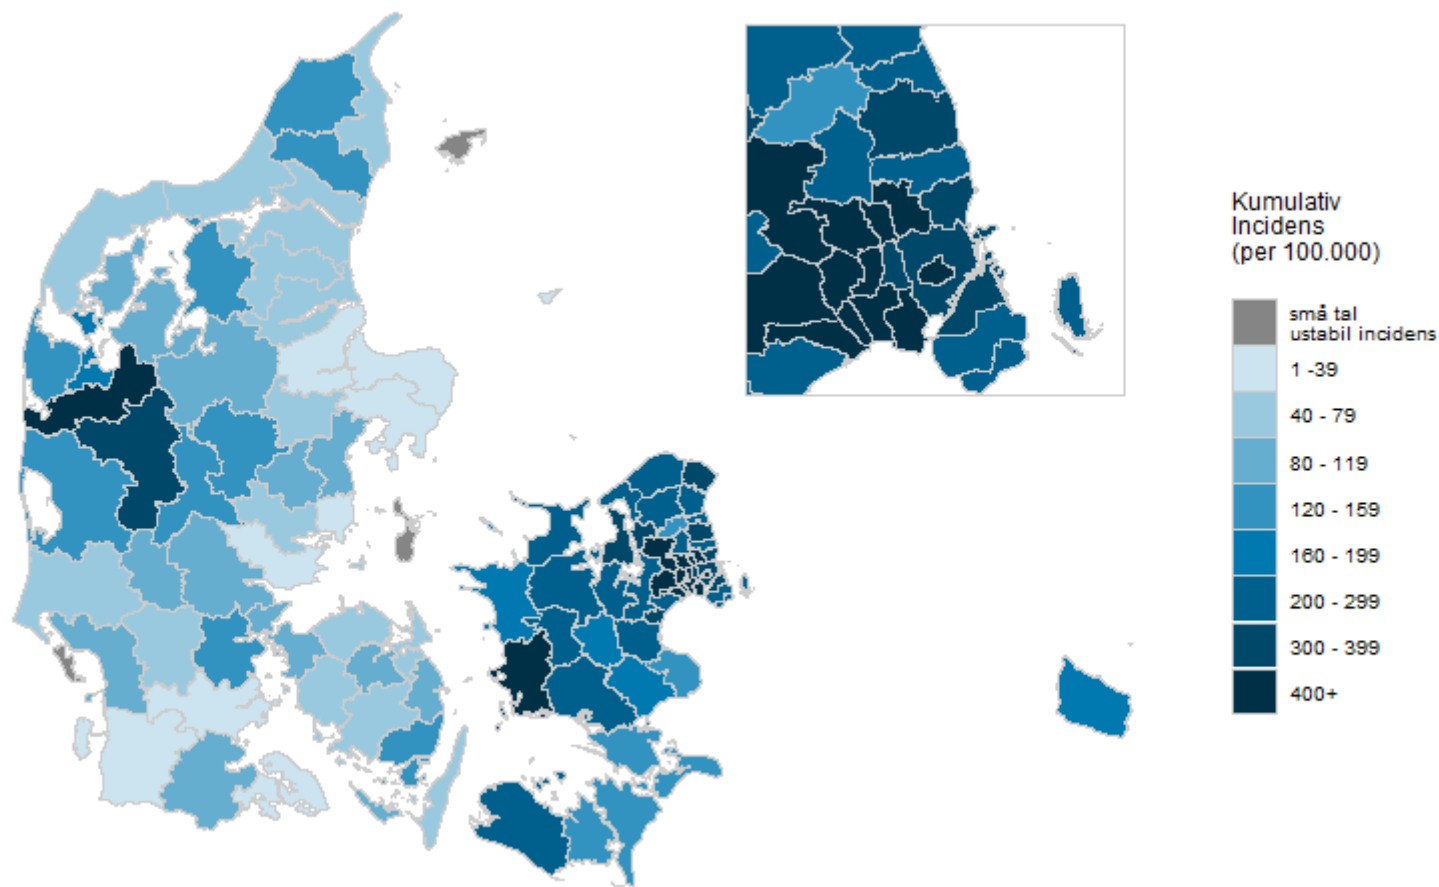 Kumulativ
Incidens
(per 100.000)
små tal
ustabil incidens
1 -39
40 - 79
80 - 119
120 - 159
160 - 199
200 - 299
300 - 399
400+